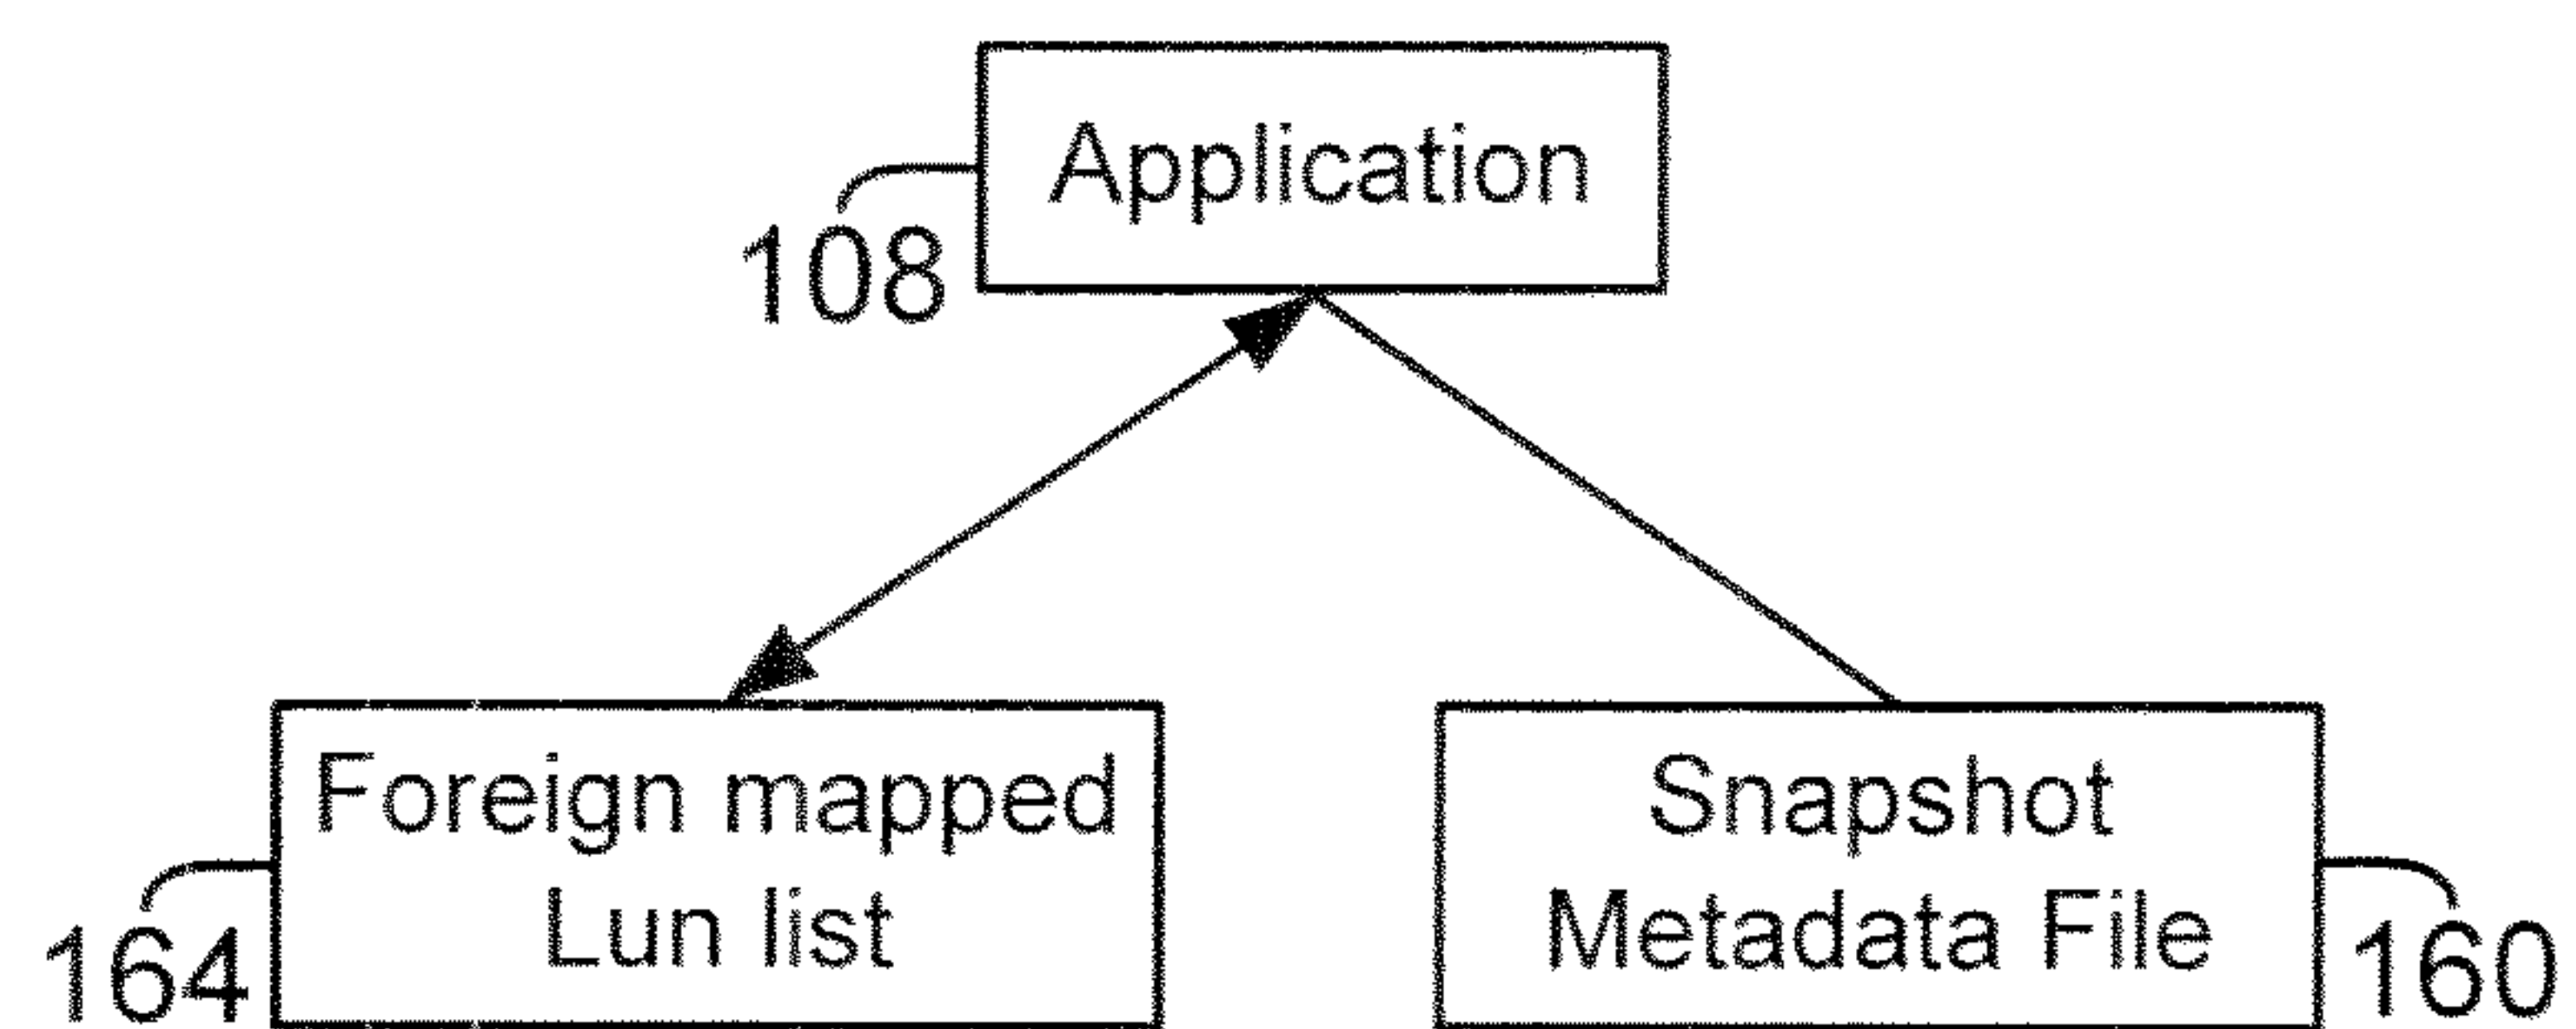 Application
108
Foreign mapped
Lun list
164
Snapshot
Metadata File
160